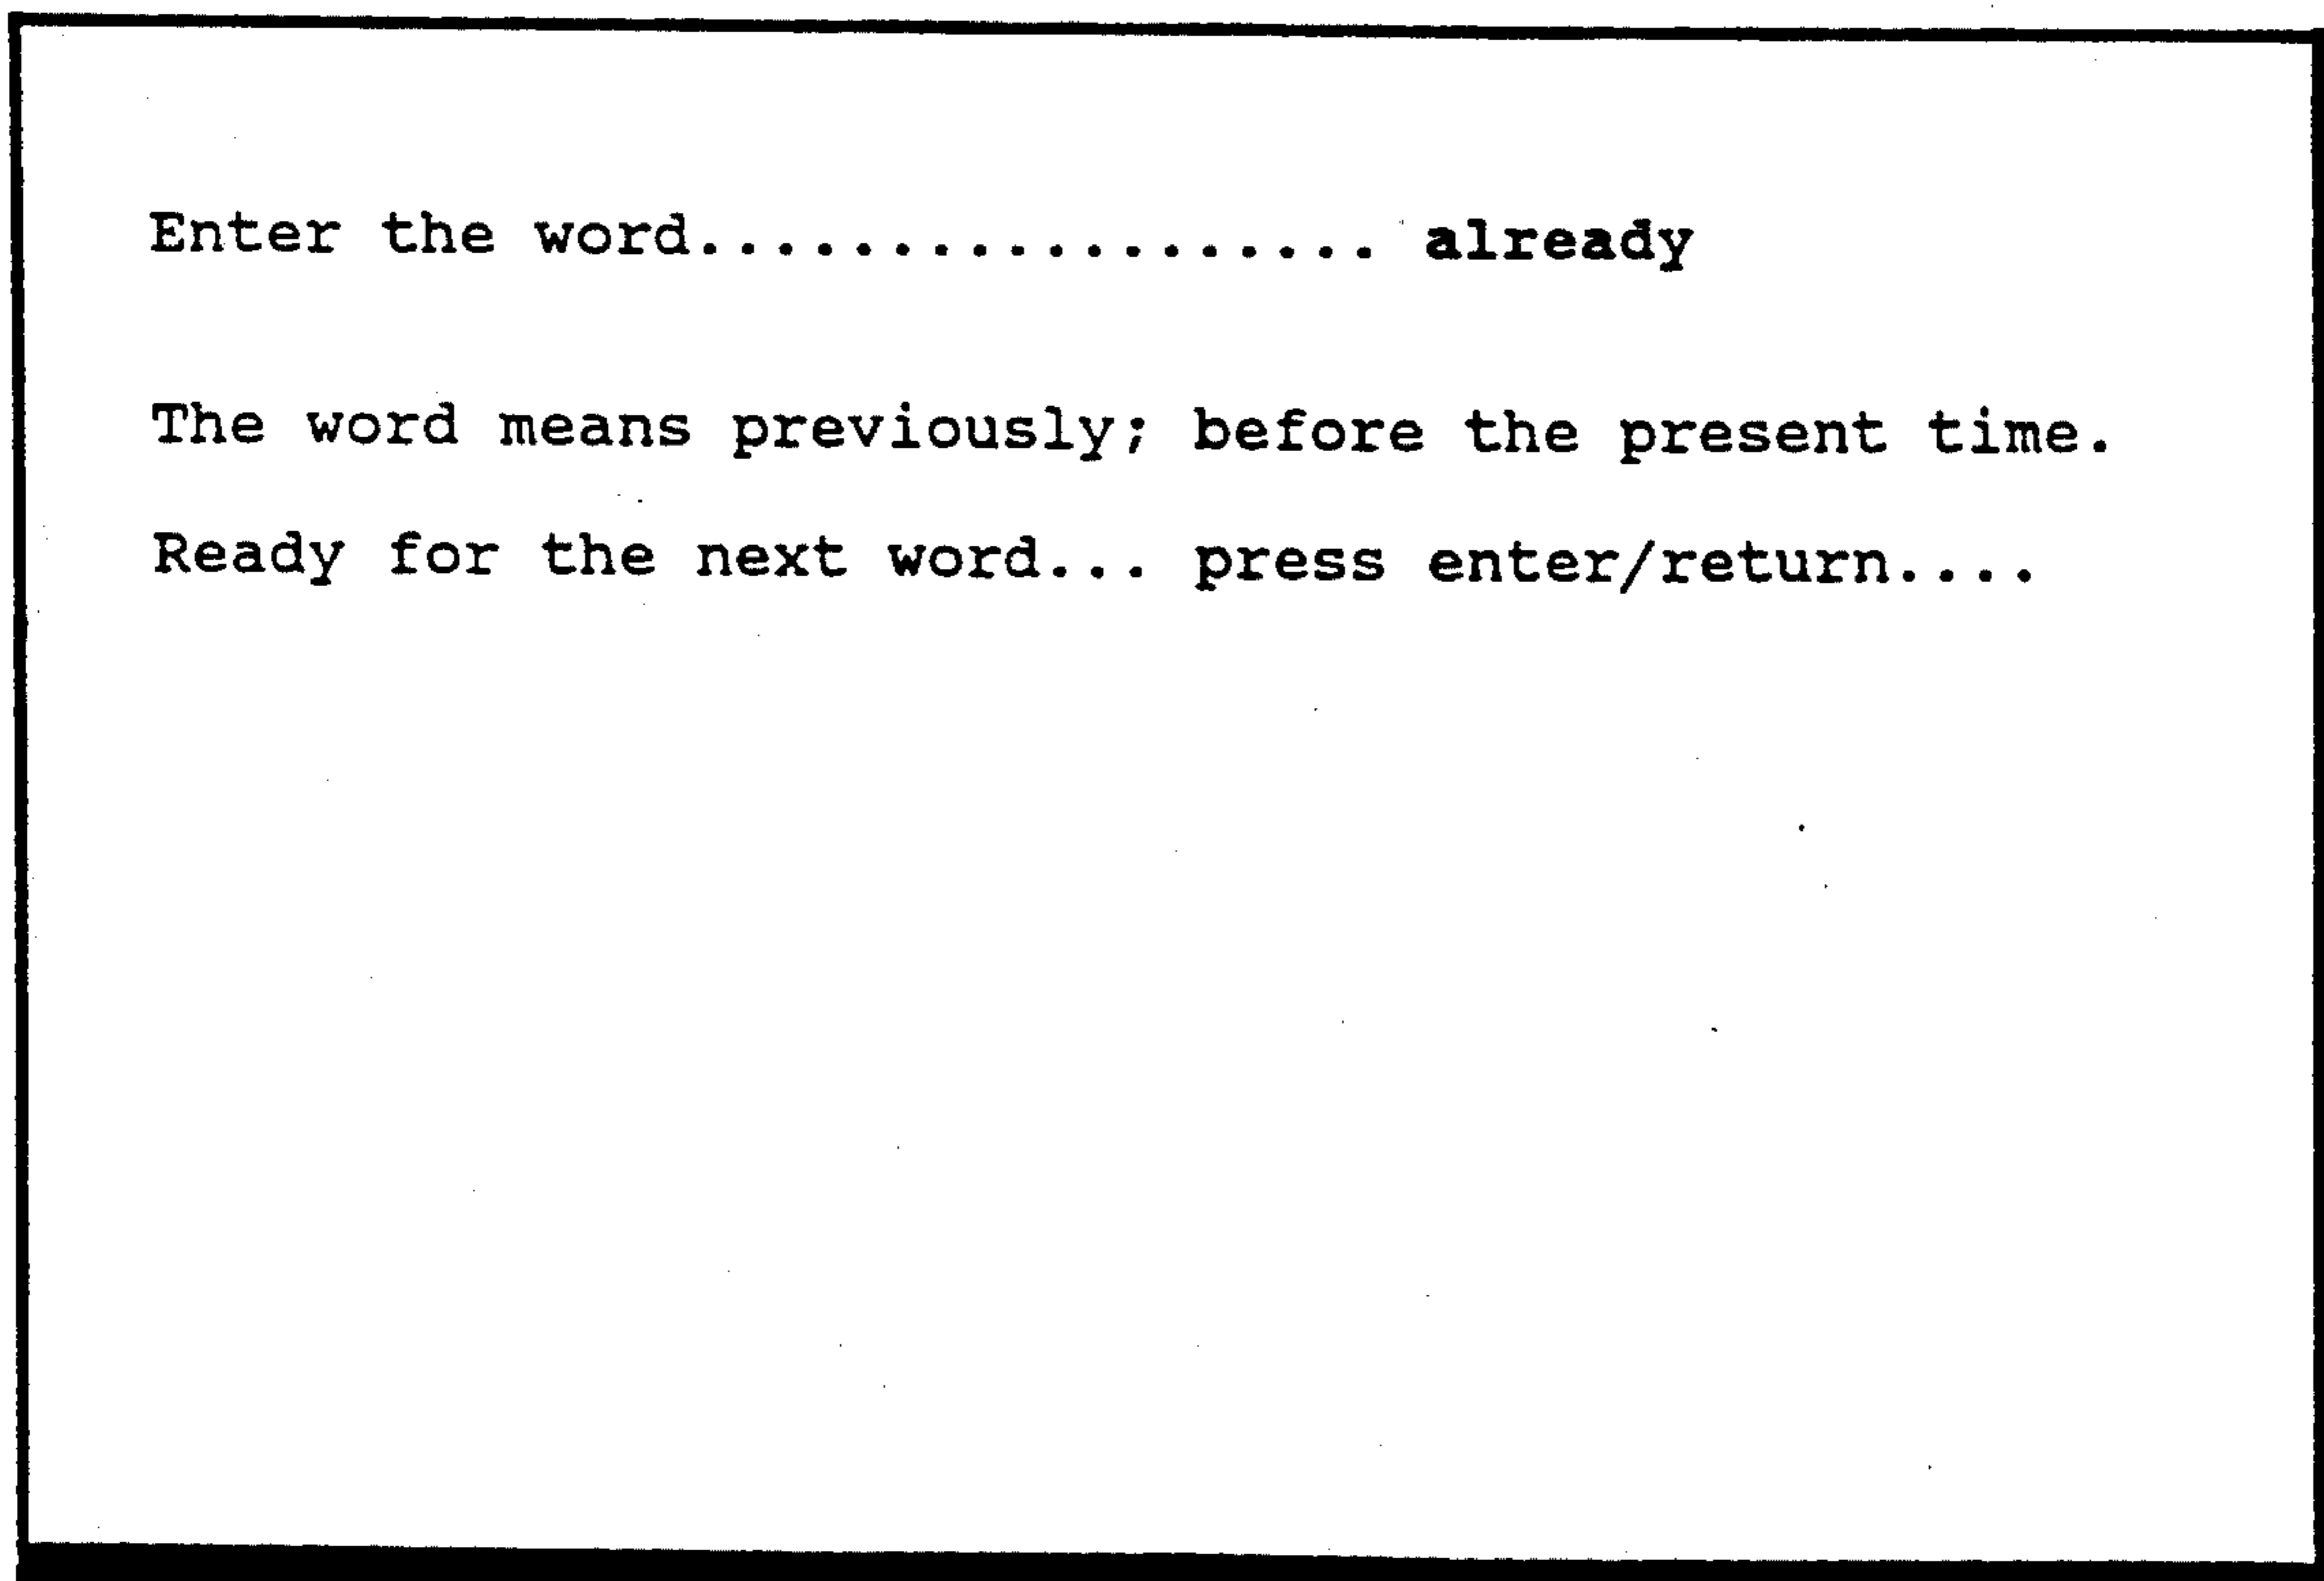 Enter the word.................. already
The word means previously; before the present time.
Ready for the next word... press enter/return....